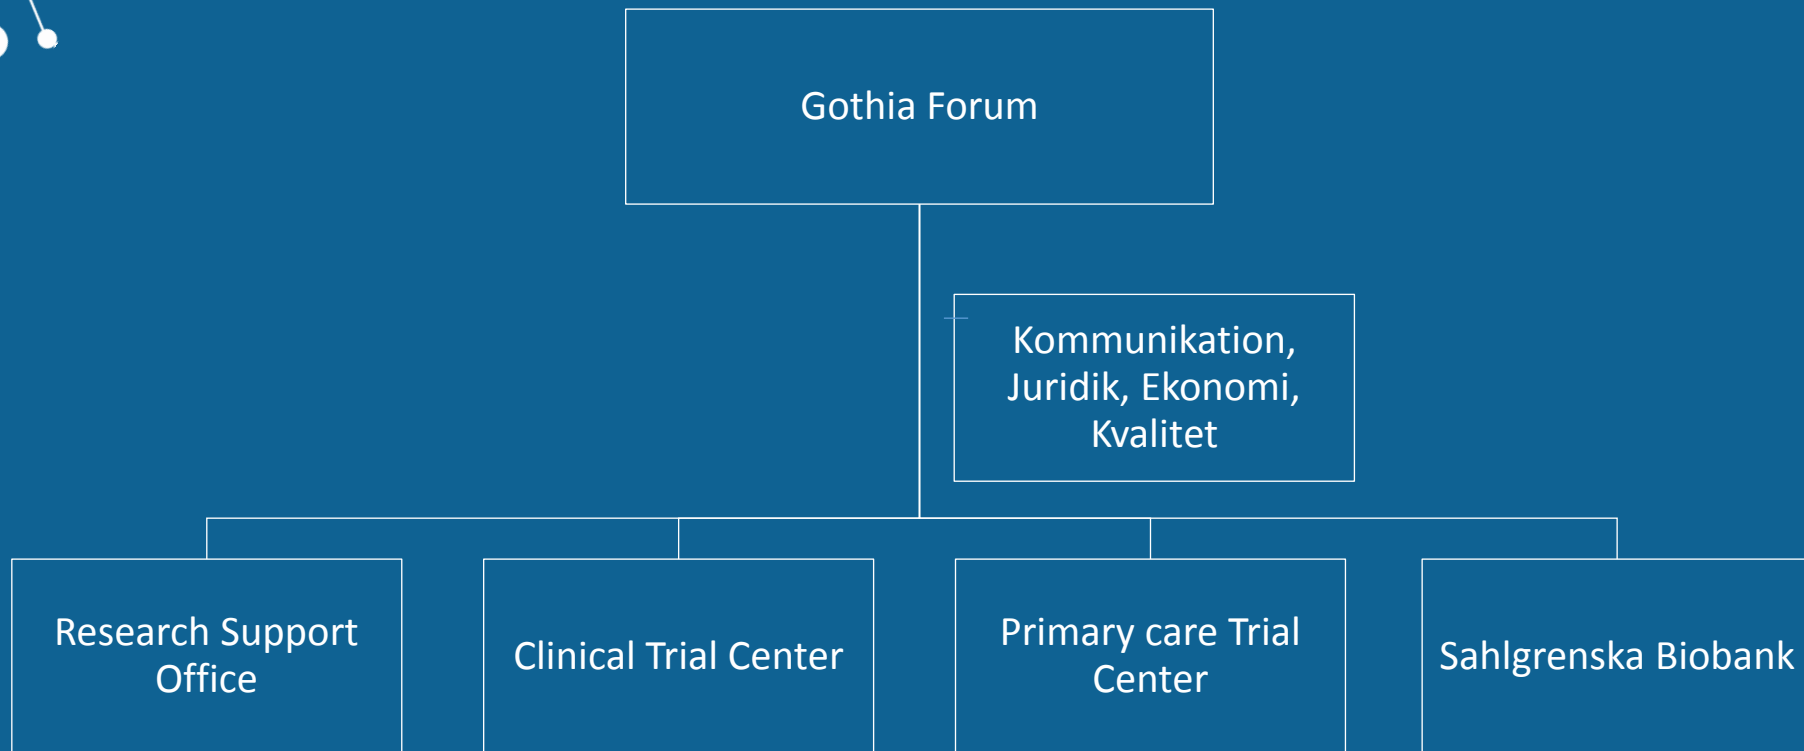 Gothia Forum
Kommunikation,
Juridik, Ekonomi,
Kvalitet
Research Support
Office
Clinical Trial Center
Primary care Trial
Center
Sahlgrenska Biobank